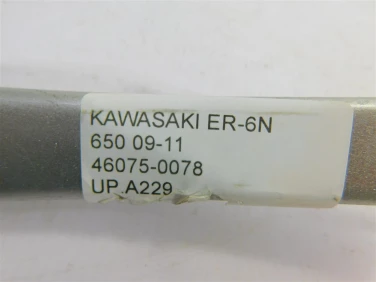 KAWASAKI ER-6N
650 09-11
46075-0078
UP.A229